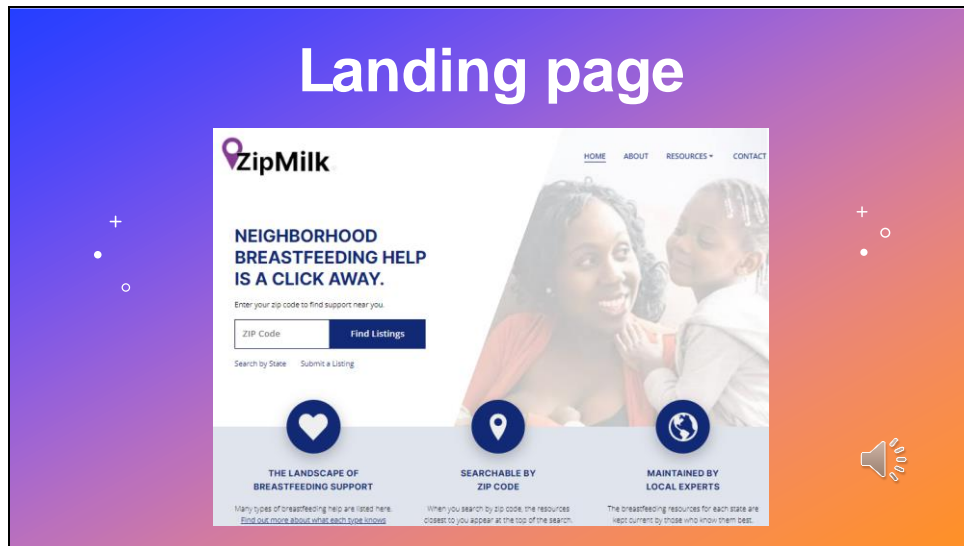 Landing page
ZipMilk
HOME ABOUT RESOURCES CONTACT
NEIGHBORHOOD
BREASTFEEDING HELP
IS A CLICK AWAY.
Enter your zip code to find support near you.
ZIP Code Find Listings
Search by State Submit a Listing
THE LANDSCAPE OF
BREASTFEEDING SUPPORT
Many types of breastfeeding help are listed here.
Find out more about what each type knows
SEARCHABLE BY
ZIP CODE
When you search by zip code, the resources
closest to you appear at the top of the search.
MAINTAINED BY
LOCAL EXPERTS
The breastfeeding resources for each state are
kept current by those who know them best.